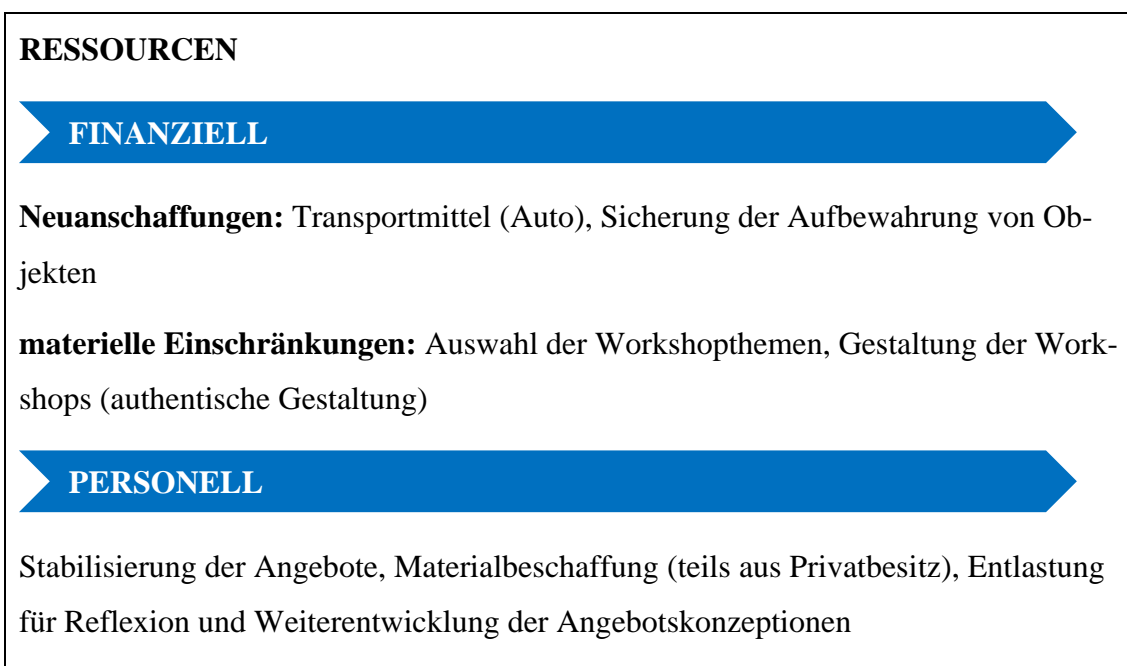 RESSOURCEN
FINANZIELL
Neuanschaffungen: Transportmittel (Auto), Sicherung der Aufbewahrung von Ob-
jekten
materielle Einschränkungen: Auswahl der Workshopthemen, Gestaltung der Work-
shops (authentische Gestaltung)
PERSONELL
Stabilisierung der Angebote, Materialbeschaffung (teils aus Privatbesitz), Entlastung
für Reflexion und Weiterentwicklung der Angebotskonzeptionen